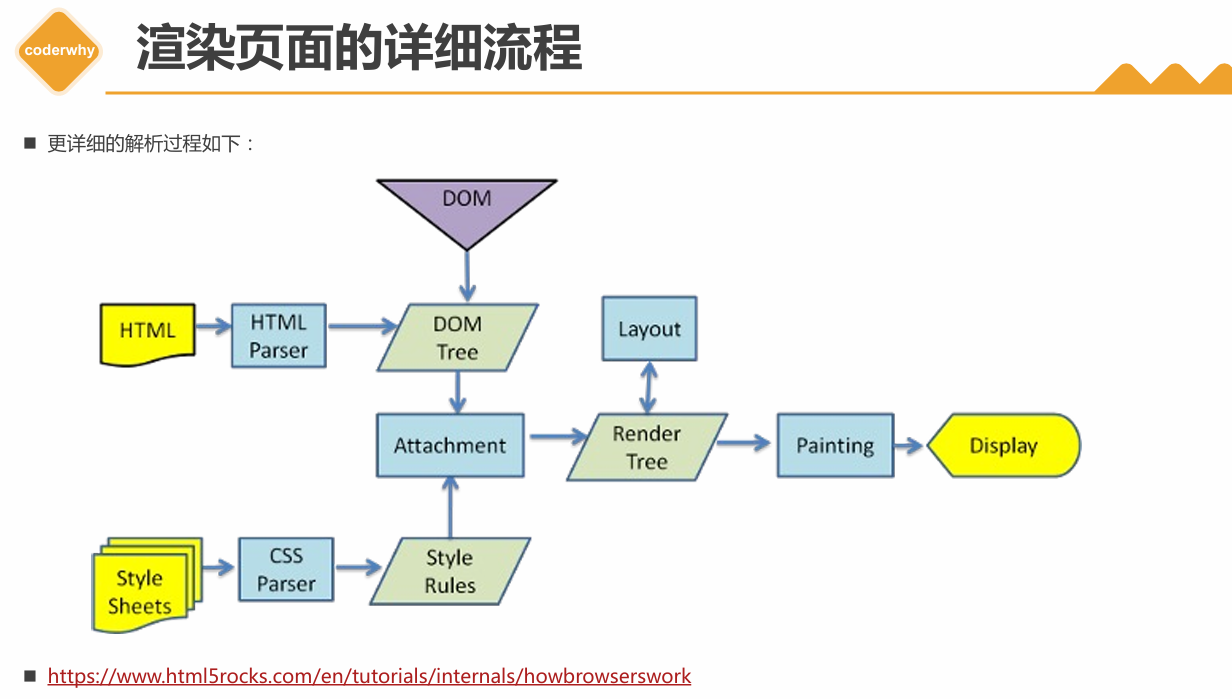 coderwhy
渲染页面的详细流程
■ 更详细的解析过程如下：
DOM
HTML
HTML
Parser
DOM
Tree
Layout
Attachment
Render
Tree
Painting
Display
Style
Sheets
CSS
Parser
Style
Rules
■ https://www.html5rocks.com/en/tutorials/internals/howbrowserswork